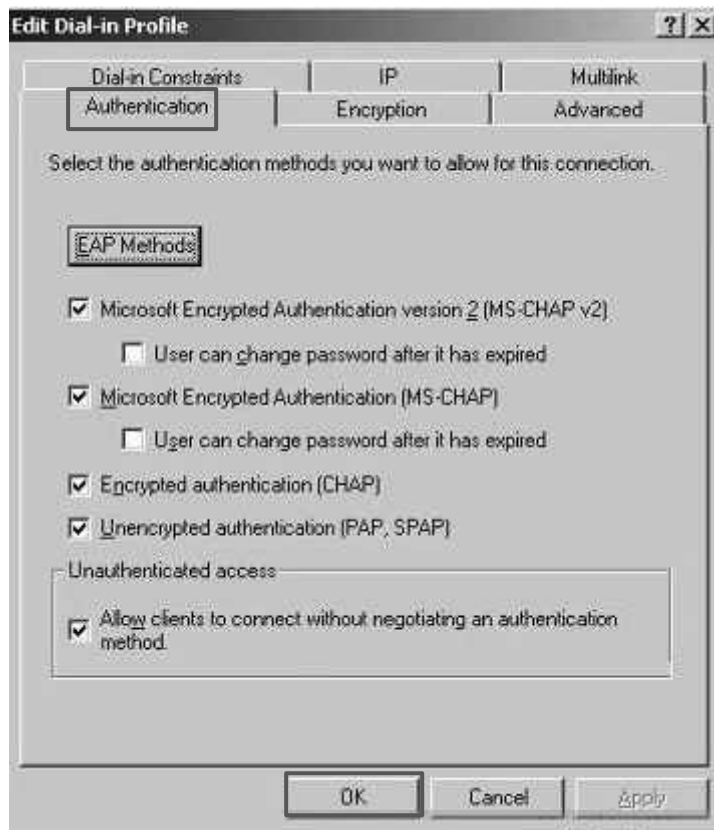 Edit Dial-in Profile
Dial-in Constraints IP Multilink
Authentication Encryption Advanced
Select the authentication methods you want to allow for this connection.
EAP Methods
Microsoft Encrypted Authentication version 2 (MS-CHAP v2)
User can change password after it has expired
Microsoft Encrypted Authentication (MS-CHAP)
User can change password after it has expired
Encrypted authentication (CHAP)
Unencrypted authentication (PAP, SPAP)
Unauthenticated access
Allow clients to connect without negotiating an authentication
method.
OK Cancel Apply